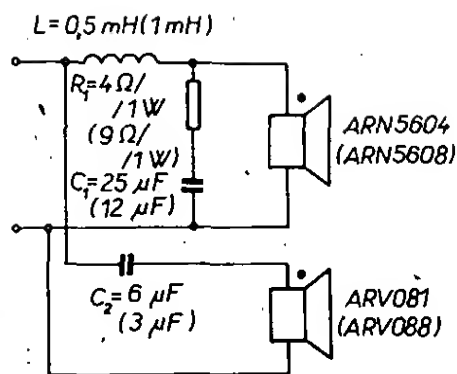 L = 0,5 mH (1 mH)
R₁=4 Ω/
/1 W
(9 Ω/
/1 W)
C₁=25 µF
(12 µF)
ARN5604
(ARN5608)
C₂=6 µF
(3 µF)
ARV081
(ARV088)